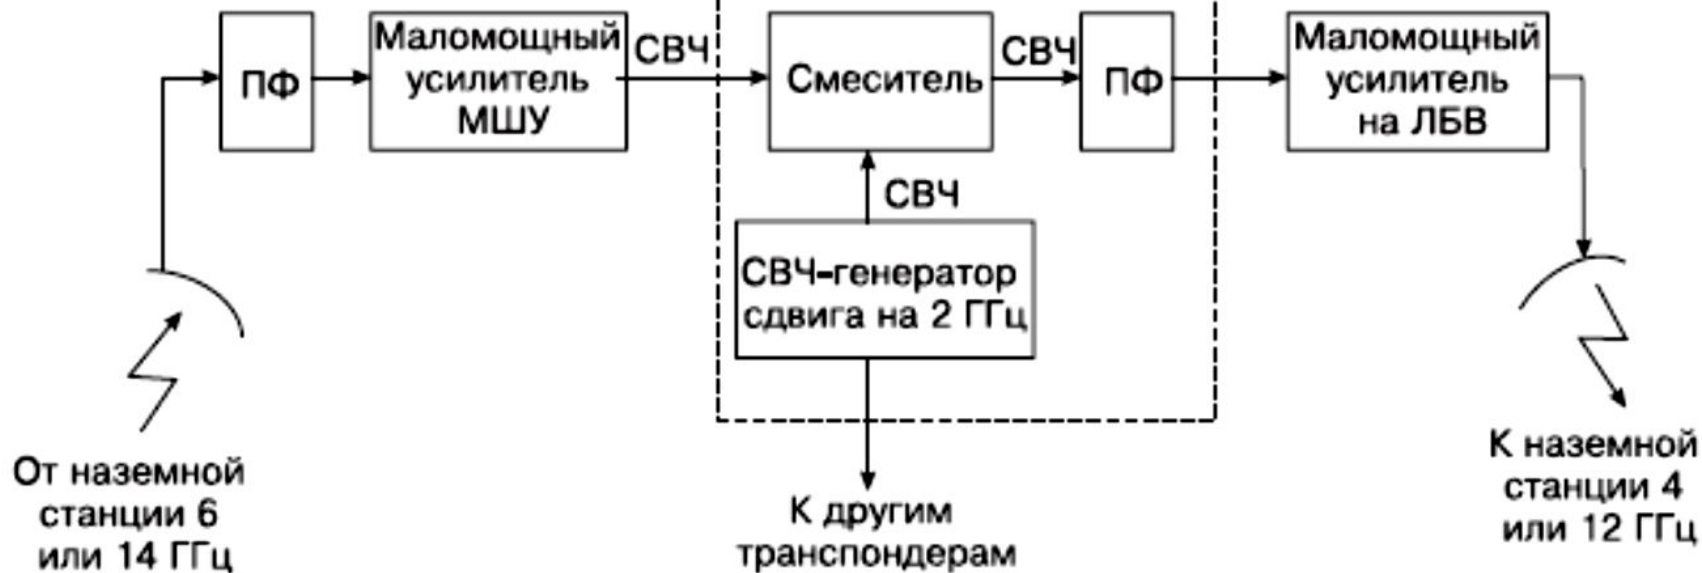 ПФ
Маломощный
усилитель
МШУ
СВЧ
Смеситель
СВЧ
ПФ
Маломощный
усилитель
на ЛБВ
СВЧ
СВЧ-генератор
сдвига на 2 ГГц
От наземной
станции 6
или 14 ГГц
К другим
транспондерам
К наземной
станции 4
или 12 ГГц